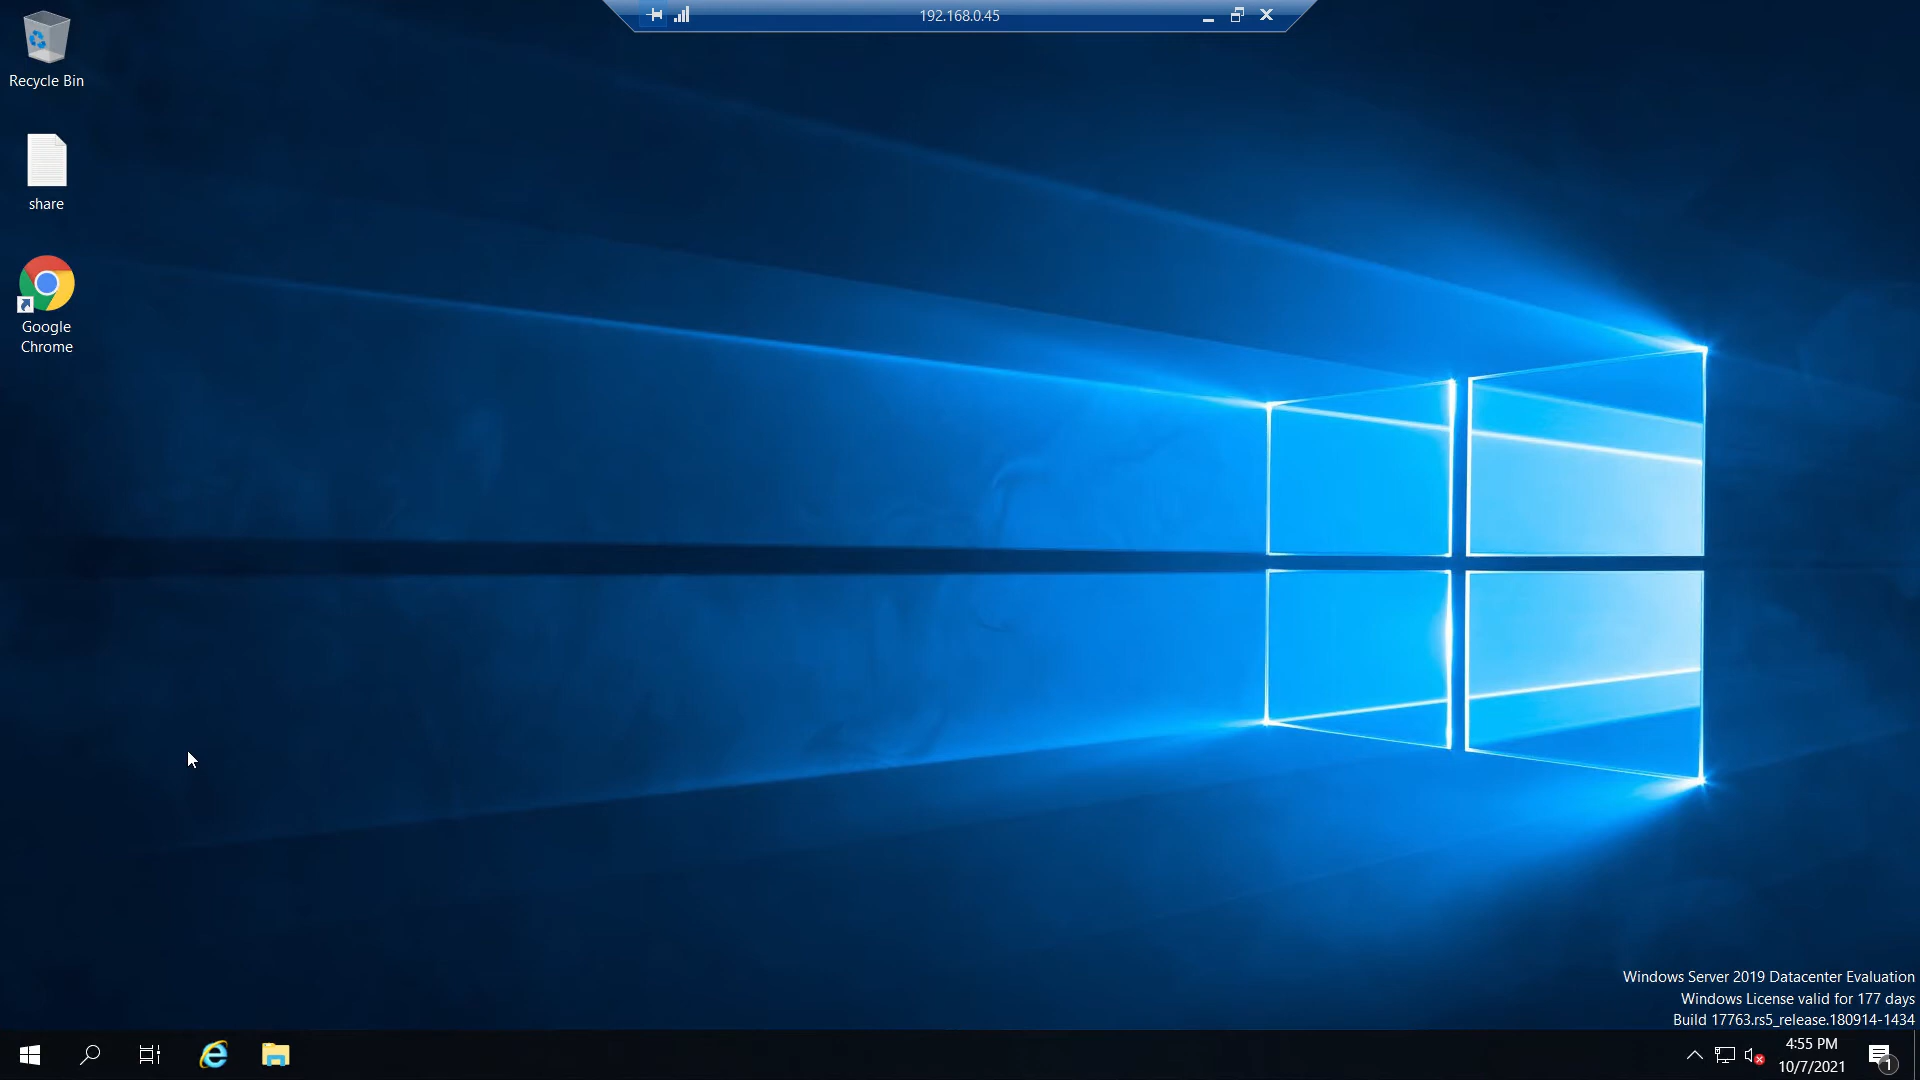 192.168.0.45
Recycle Bin
share
Google
Chrome
Windows Server 2019 Datacenter Evaluation
Windows License valid for 177 days
Build 17763.rs5_release.180914-1434
4:55 PM
10/7/2021
1